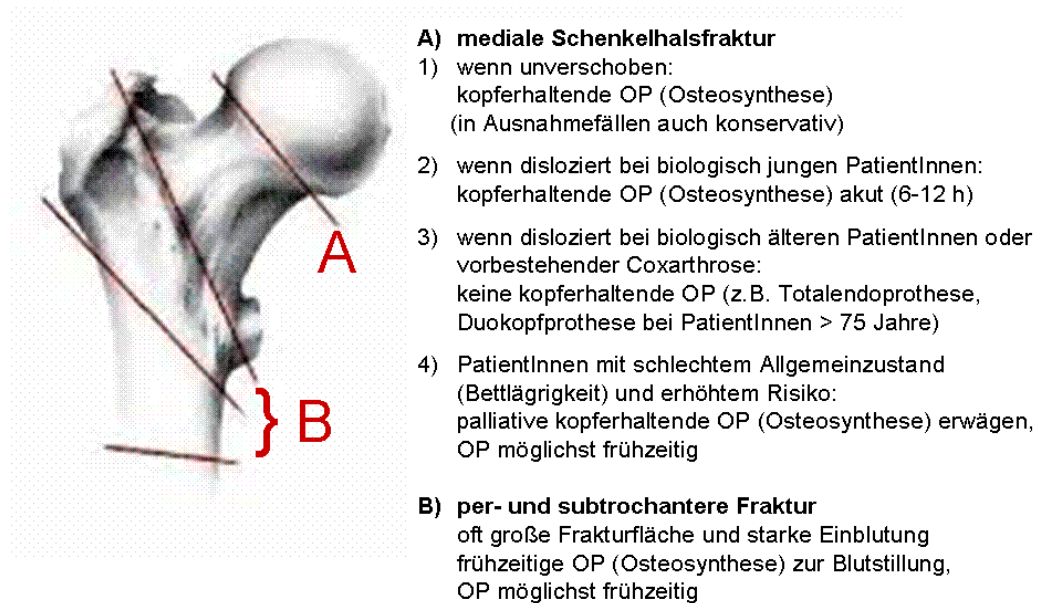 A) mediale Schenkelhalsfraktur
1) wenn unverschoben:
kopferhaltende OP (Osteosynthese)
(in Ausnahmefällen auch konservativ)
2) wenn disloziert bei biologisch jungen PatientInnen:
kopferhaltende OP (Osteosynthese) akut (6-12 h)
3) wenn disloziert bei biologisch älteren PatientInnen oder
vorbestehender Coxarthrose:
keine kopferhaltende OP (z.B. Totalendoprothese,
Duokopfprothese bei PatientInnen > 75 Jahre)
4) PatientInnen mit schlechtem Allgemeinzustand
(Bettlägrigkeit) und erhöhtem Risiko:
palliative kopferhaltende OP (Osteosynthese) erwägen,
OP möglichst frühzeitig
B) per- und subtrochantere Fraktur
oft große Frakturfläche und starke Einblutung
frühzeitige OP (Osteosynthese) zur Blutstillung,
OP möglichst frühzeitig
A
} B